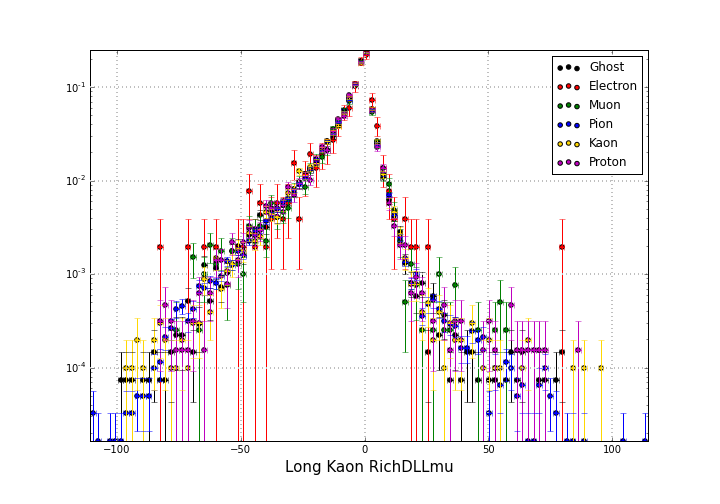 Ghost
Electron
Muon
Pion
Kaon
Proton
10⁻¹
10⁻²
10⁻³
10⁻⁴
−100 −50 0 50 100
Long Kaon RichDLLmu